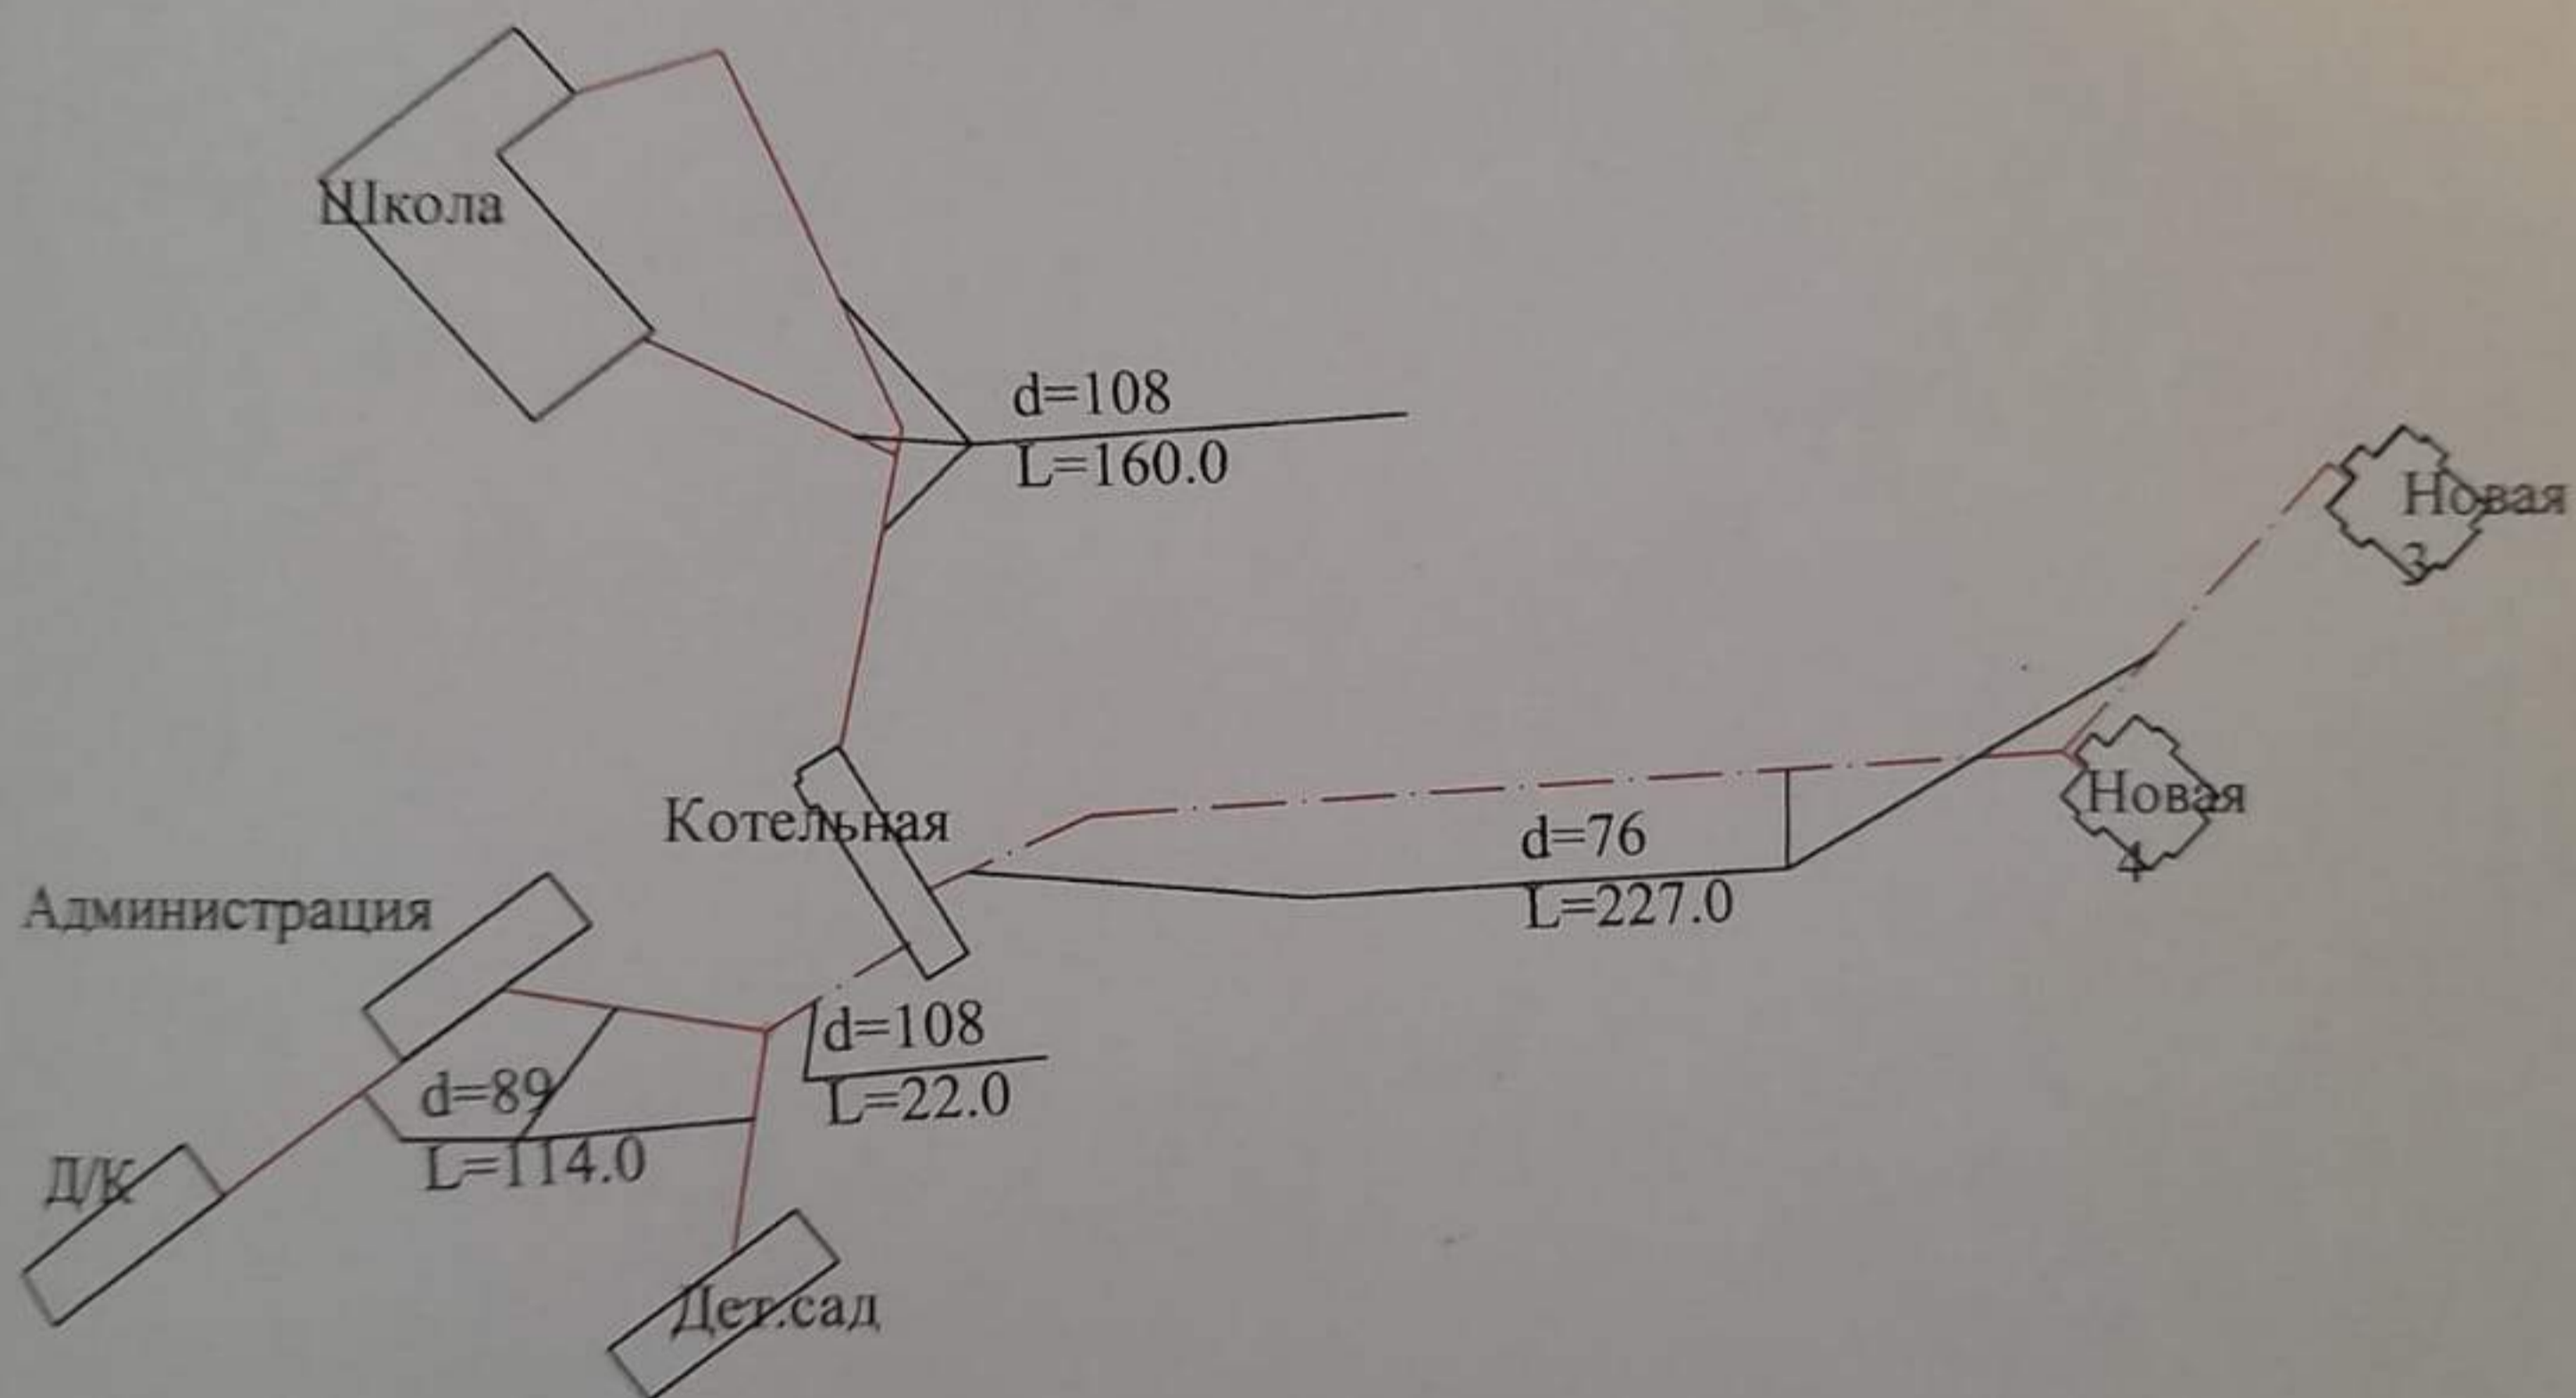 Школа
d=108
L=160.0
Новая
3
Котельная
d=76
L=227.0
Новая
4
Администрация
d=108
L=22.0
d=89
L=114.0
Д/К
Дет.сад